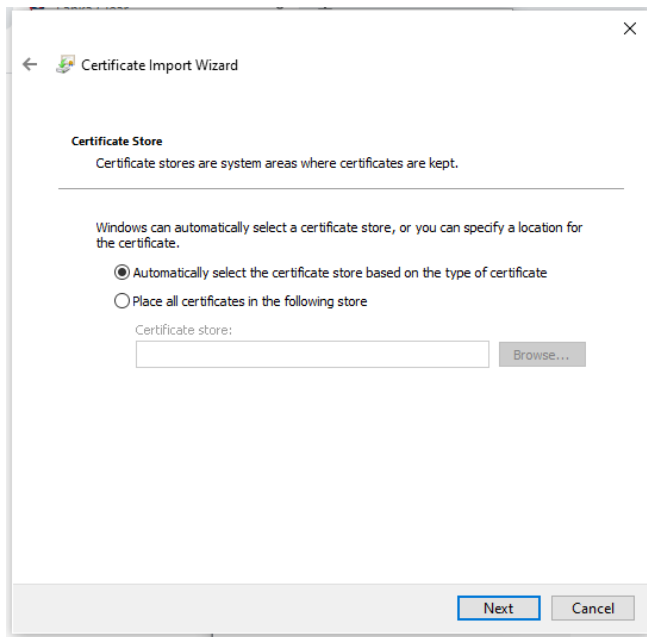 Certificate Import Wizard
Certificate Store
Certificate stores are system areas where certificates are kept.
Windows can automatically select a certificate store, or you can specify a location for
the certificate.
Automatically select the certificate store based on the type of certificate
Place all certificates in the following store
Certificate store:
Browse...
Next
Cancel